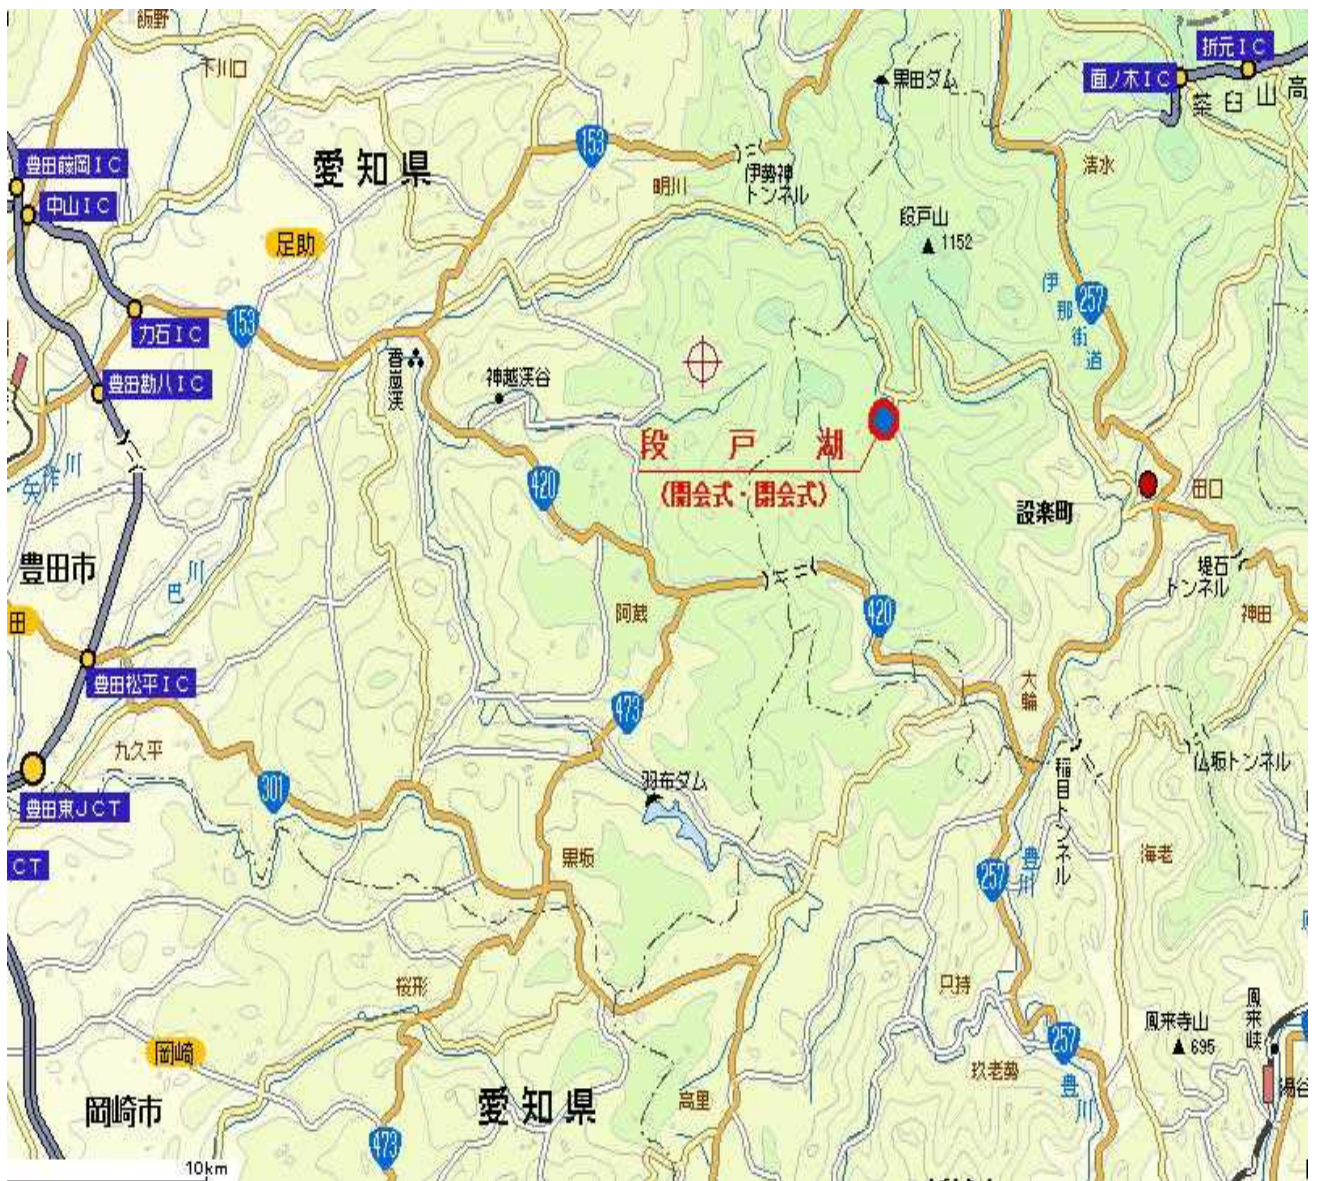 飯野
下川口
折元IC
面ノ木IC
茶臼山高
黒田ダム
153
豊田藤岡IC
愛知県
伊勢神
トンネル
明川
清水
中山IC
段戸山
1152
足助
伊那街道
257
153
力石IC
香嵐渓
神越渓谷
豊田勘八IC
段戸湖
(開会式・閉会式)
矢作川
420
田口
設楽町
豊田市
巴川
堤石
トンネル
田
阿蔵
420
神田
豊田松平IC
大輪
473
九久平
仏坂トンネル
稲目トンネル
301
羽布ダム
豊田東JCT
CT
黒坂
豊川
257
海老
桜形
只持
鳳来峡
鳳来寺山
695
岡崎
257
玖老勢
湯谷
岡崎市
愛知県
高里
豊川
473
10km